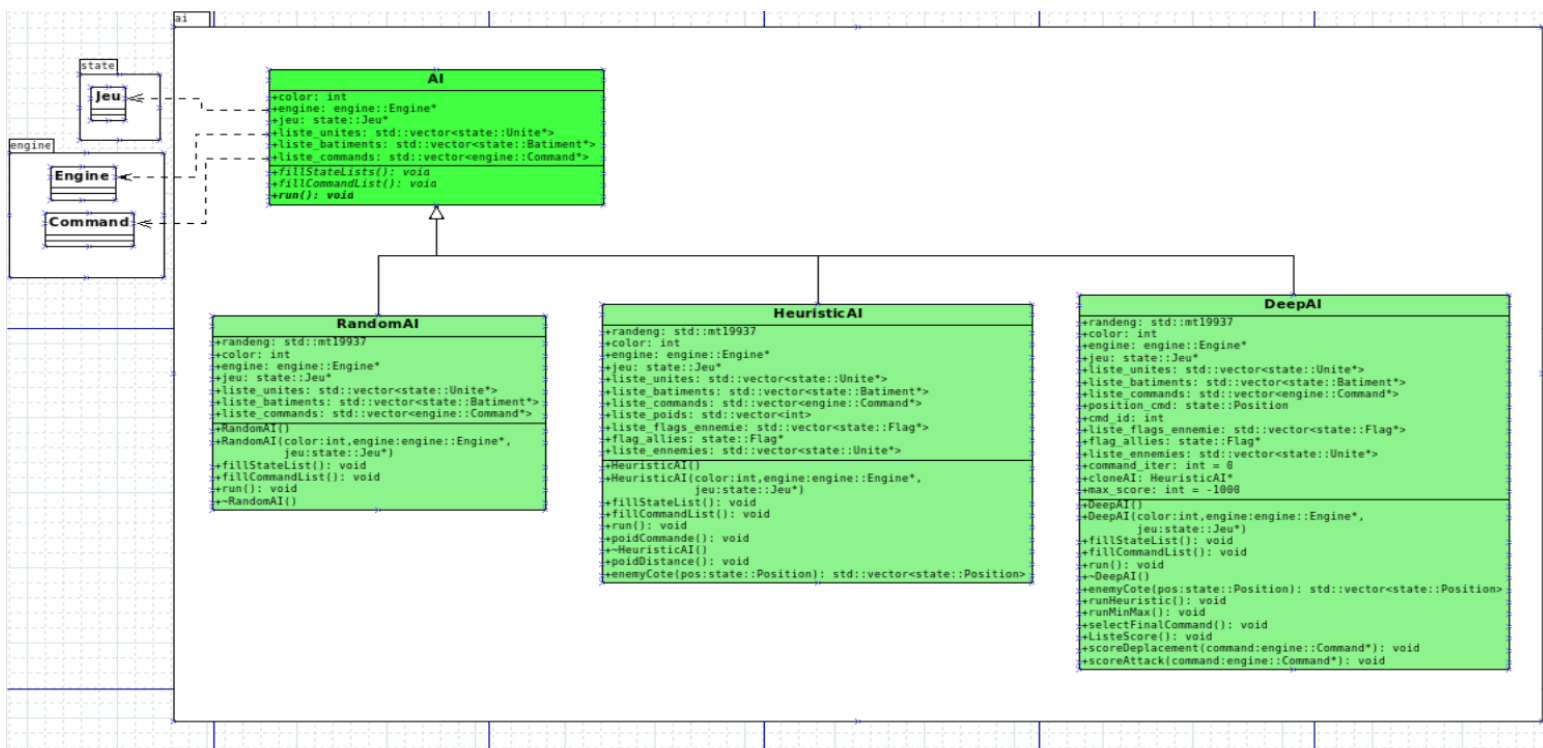 ai
state
Jeu
engine
Engine
Command
AI
+color: int
+engine: engine::Engine*
+jeu: state::Jeu*
+liste_unites: std::vector<state::Unite*>
+liste_batiments: std::vector<state::Batiment*>
+liste_commands: std::vector<engine::Command*>
+fillStateLists(): void
+fillCommandList(): void
+run(): void
RandomAI
+randeng: std::mt19937
+color: int
+engine: engine::Engine*
+jeu: state::Jeu*
+liste_unites: std::vector<state::Unite*>
+liste_batiments: std::vector<state::Batiment*>
+liste_commands: std::vector<engine::Command*>
+RandomAI()
+RandomAI(color:int,engine:engine::Engine*,
jeu:state::Jeu*)
+fillStateList(): void
+fillCommandList(): void
+run(): void
+~RandomAI()
HeuristicAI
+randeng: std::mt19937
+color: int
+engine: engine::Engine*
+jeu: state::Jeu*
+liste_unites: std::vector<state::Unite*>
+liste_batiments: std::vector<state::Batiment*>
+liste_commands: std::vector<engine::Command*>
+liste_poids: std::vector<int>
+liste_flags_ennemie: std::vector<state::Flag*>
+flag_allies: state::Flag*
+liste_ennemies: std::vector<state::Unite*>
+HeuristicAI()
+HeuristicAI(color:int,engine:engine::Engine*,
jeu:state::Jeu*)
+fillStateList(): void
+fillCommandList(): void
+run(): void
+poidCommande(): void
+~HeuristicAI()
+poidDistance(): void
+enemyCote(pos:state::Position): std::vector<state::Position>
DeepAI
+randeng: std::mt19937
+color: int
+engine: engine::Engine*
+jeu: state::Jeu*
+liste_unites: std::vector<state::Unite*>
+liste_batiments: std::vector<state::Batiment*>
+liste_commands: std::vector<engine::Command*>
+position_cmd: state::Position
+cmd_id: int
+liste_flags_ennemie: std::vector<state::Flag*>
+flag_allies: state::Flag*
+liste_ennemies: std::vector<state::Unite*>
+command_iter: int = 0
+cloneAI: HeuristicAI*
+max_score: int = -1000
+DeepAI()
+DeepAI(color:int,engine:engine::Engine*,
jeu:state::Jeu*)
+fillStateList(): void
+fillCommandList(): void
+run(): void
+~DeepAI()
+enemyCote(pos:state::Position): std::vector<state::Position>
+runHeuristic(): void
+runMinMax(): void
+selectFinalCommand(): void
+ListeScore(): void
+scoreDeplacement(command:engine::Command*): void
+scoreAttack(command:engine::Command*): void